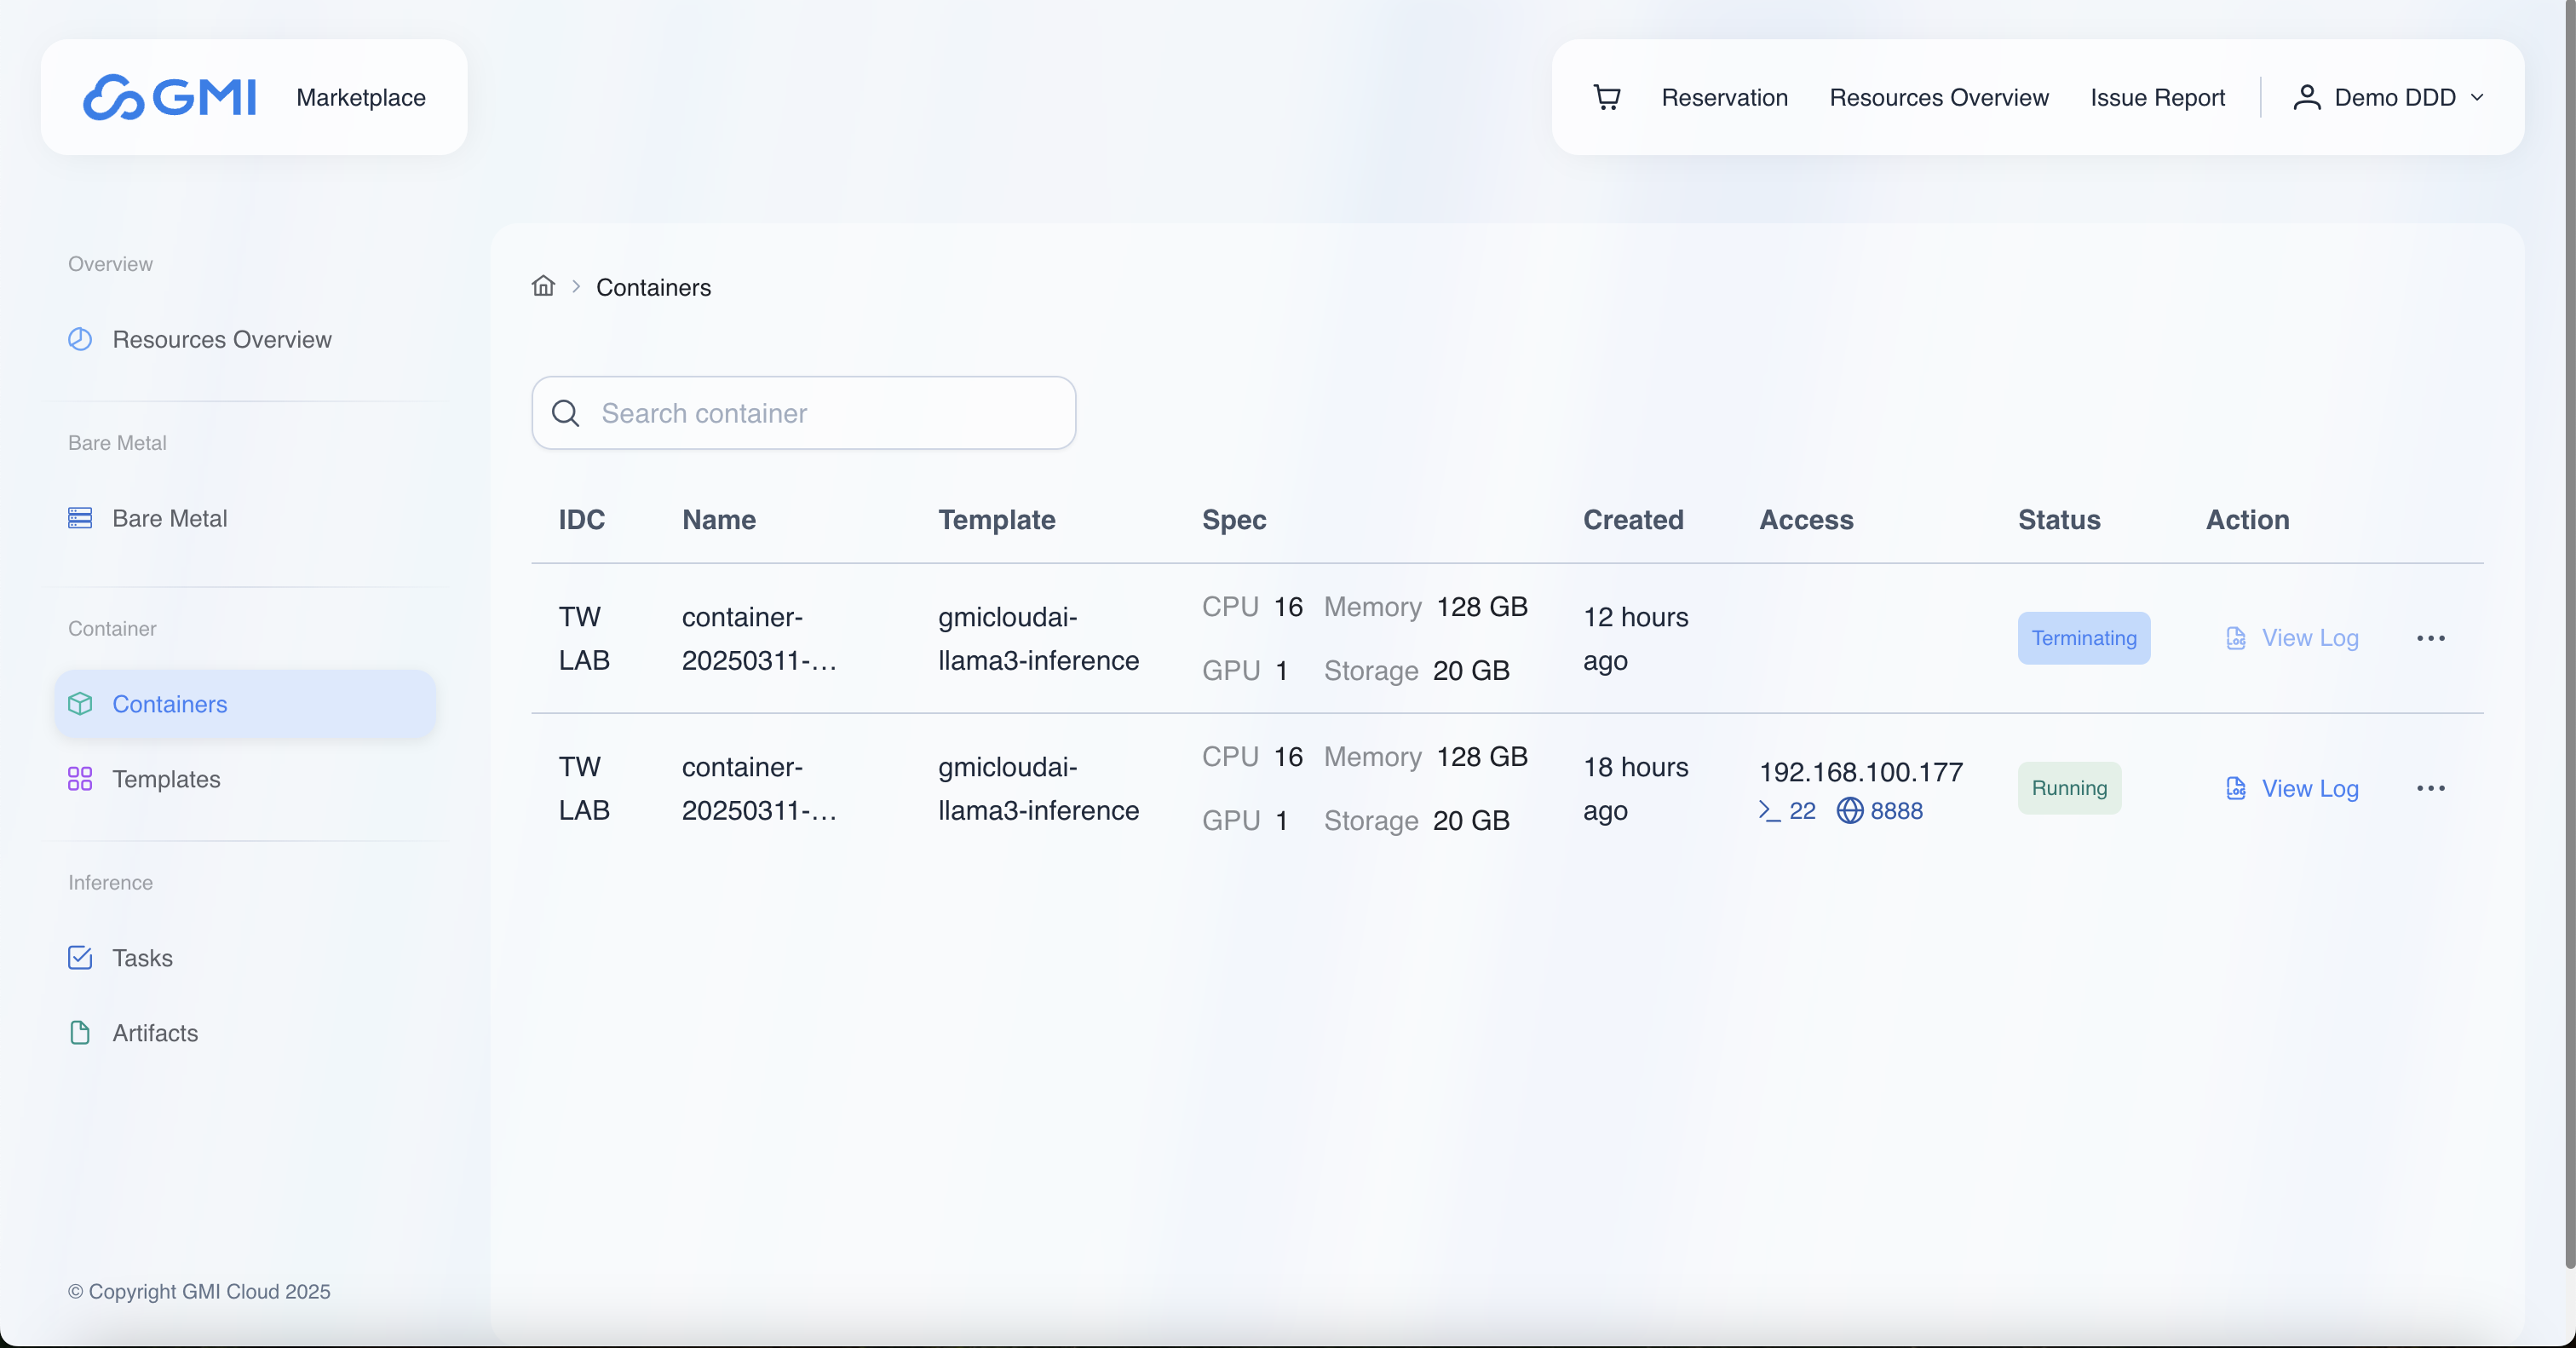 GMI
Marketplace
Reservation
Resources Overview
Issue Report
Demo DDD
Overview
Resources Overview
Bare Metal
Bare Metal
Container
Containers
Templates
Inference
Tasks
Artifacts
© Copyright GMI Cloud 2025
Containers
Search container
IDC Name Template Spec Created Access Status Action
TW LAB
container-
20250311-...
gmicloudai-
llama3-inference
CPU 16 Memory 128 GB
GPU 1 Storage 20 GB
12 hours
ago
Terminating
LOG View Log
TW LAB
container-
20250311-...
gmicloudai-
llama3-inference
CPU 16 Memory 128 GB
GPU 1 Storage 20 GB
18 hours
ago
192.168.100.177
22 8888
Running
LOG View Log